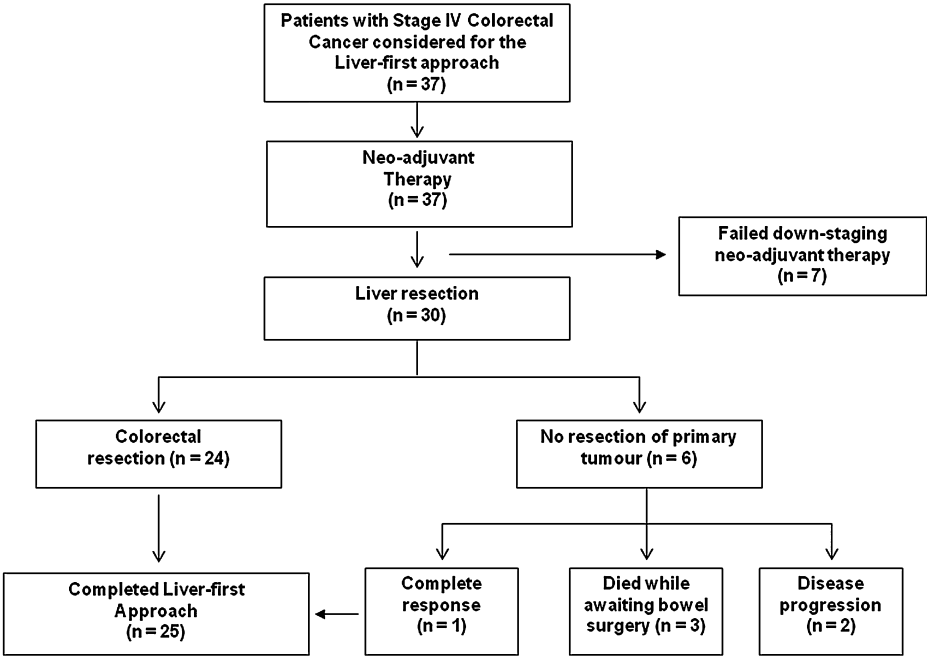 Patients with Stage IV Colorectal
Cancer considered for the
Liver-first approach
(n = 37)
Neo-adjuvant
Therapy
(n = 37)
Failed down-staging
neo-adjuvant therapy
(n = 7)
Liver resection
(n = 30)
Colorectal
resection (n = 24)
No resection of primary
tumour (n = 6)
Completed Liver-first
Approach
(n = 25)
Complete
response
(n = 1)
Died while
awaiting bowel
surgery (n = 3)
Disease
progression
(n = 2)